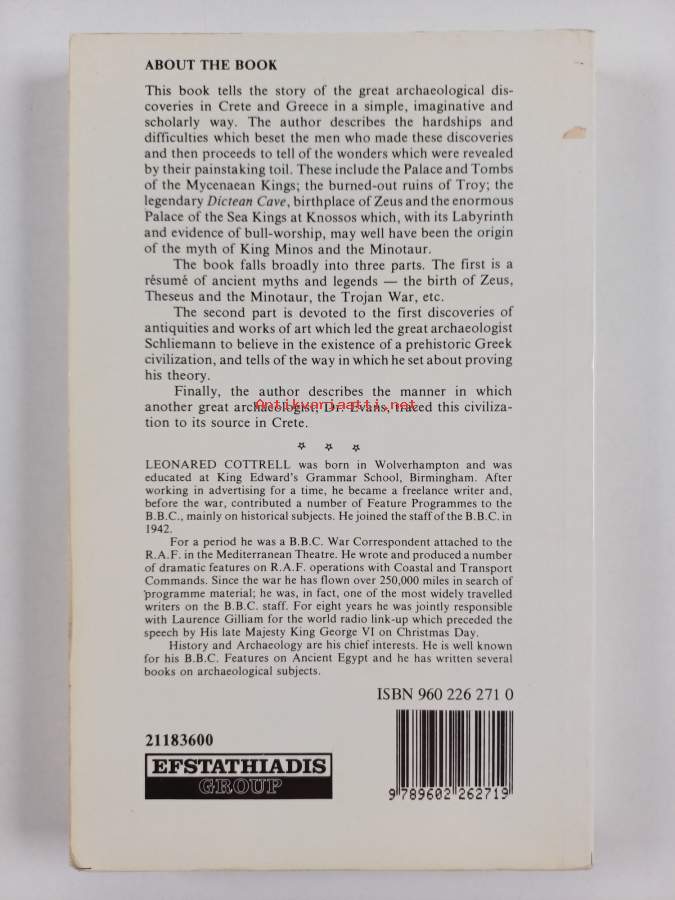 ABOUT THE BOOK
This book tells the story of the great archaeological dis-
coveries in Crete and Greece in a simple, imaginative and
scholarly way. The author describes the hardships and
difficulties which beset the men who made these discoveries
and then proceeds to tell of the wonders which were revealed
by their painstaking toil. These include the Palace and Tombs
of the Mycenaean Kings; the burned-out ruins of Troy; the
legendary Dictean Cave, birthplace of Zeus and the enormous
Palace of the Sea Kings at Knossos which, with its Labyrinth
and evidence of bull-worship, may well have been the origin
of the myth of King Minos and the Minotaur.
The book falls broadly into three parts. The first is a
résumé of ancient myths and legends — the birth of Zeus,
Theseus and the Minotaur, the Trojan War, etc.
The second part is devoted to the first discoveries of
antiquities and works of art which led the great archaeologist
Schliemann to believe in the existence of a prehistoric Greek
civilization, and tells of the way in which he set about proving
his theory.
Finally, the author describes the manner in which
another great archaeologist, Dr. Evans, traced this civiliza-
tion to its source in Crete.
Antikvariaatti.net
LEONARED COTTRELL was born in Wolverhampton and was
educated at King Edward's Grammar School, Birmingham. After
working in advertising for a time, he became a freelance writer and,
before the war, contributed a number of Feature Programmes to the
B.B.C., mainly on historical subjects. He joined the staff of the B.B.C. in
1942.
For a period he was a B.B.C. War Correspondent attached to the
R.A.F. in the Mediterranean Theatre. He wrote and produced a number
of dramatic features on R.A.F. operations with Coastal and Transport
Commands. Since the war he has flown over 250,000 miles in search of
programme material; he was, in fact, one of the most widely travelled
writers on the B.B.C. staff. For eight years he was jointly responsible
with Laurence Gilliam for the world radio link-up which preceded the
speech by His late Majesty King George VI on Christmas Day.
History and Archaeology are his chief interests. He is well known
for his B.B.C. Features on Ancient Egypt and he has written several
books on archaeological subjects.
ISBN 960 226 271 0
21183600
EFSTATHIADIS
GROUP
9 789602 262719